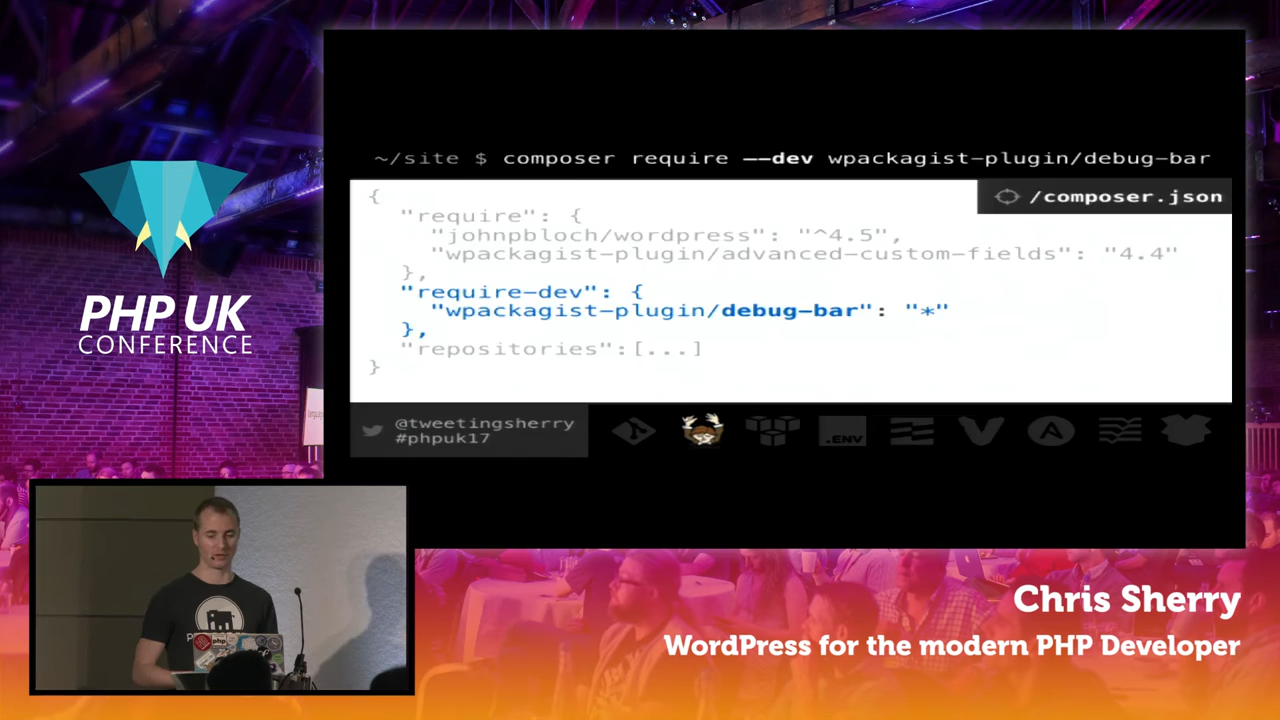 ~/site $ composer require --dev wpackagist-plugin/debug-bar
/composer.json
{
"require": {
"johnpbloch/wordpress": "^4.5",
"wpackagist-plugin/advanced-custom-fields": "4.4"
},
"require-dev": {
"wpackagist-plugin/debug-bar": "*"
},
"repositories":[...]
}
@tweetingsherry
#phpuk17
.ENV
PHP UK
CONFERENCE
php
Chris Sherry
WordPress for the modern PHP Developer